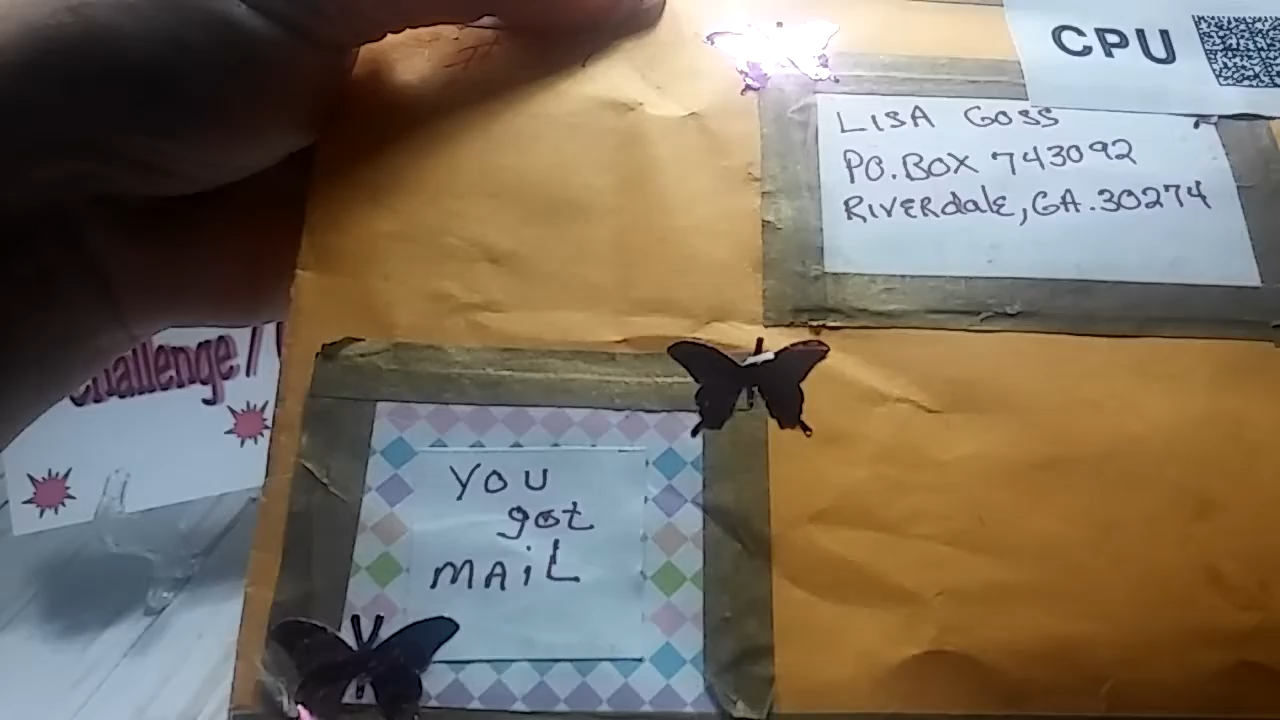 CPU
LISA GOSS
PO.BOX 743092
RIVERdalE, GA. 30274
Challenge!!
YOU
got
MAiL